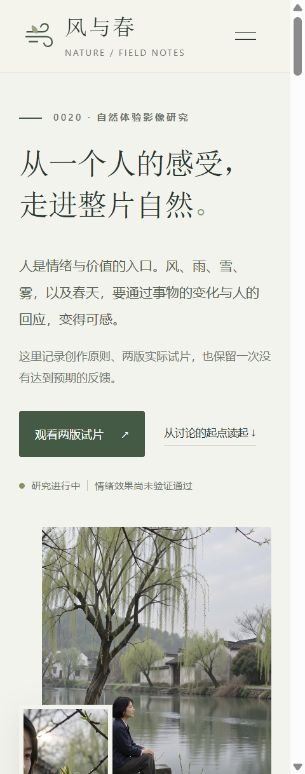 风与春
NATURE / FIELD NOTES
0020 · 自然体验影像研究
从一个人的感受，
走进整片自然。
人是情绪与价值的入口。风、雨、雪、
雾，以及春天，要通过事物的变化与人的
回应，变得可感。
这里记录创作原则、两版实际试片，也保留一次没
有达到预期的反馈。
观看两版试片 ↗
从讨论的起点读起 ↓
研究进行中 | 情绪效果尚未验证通过